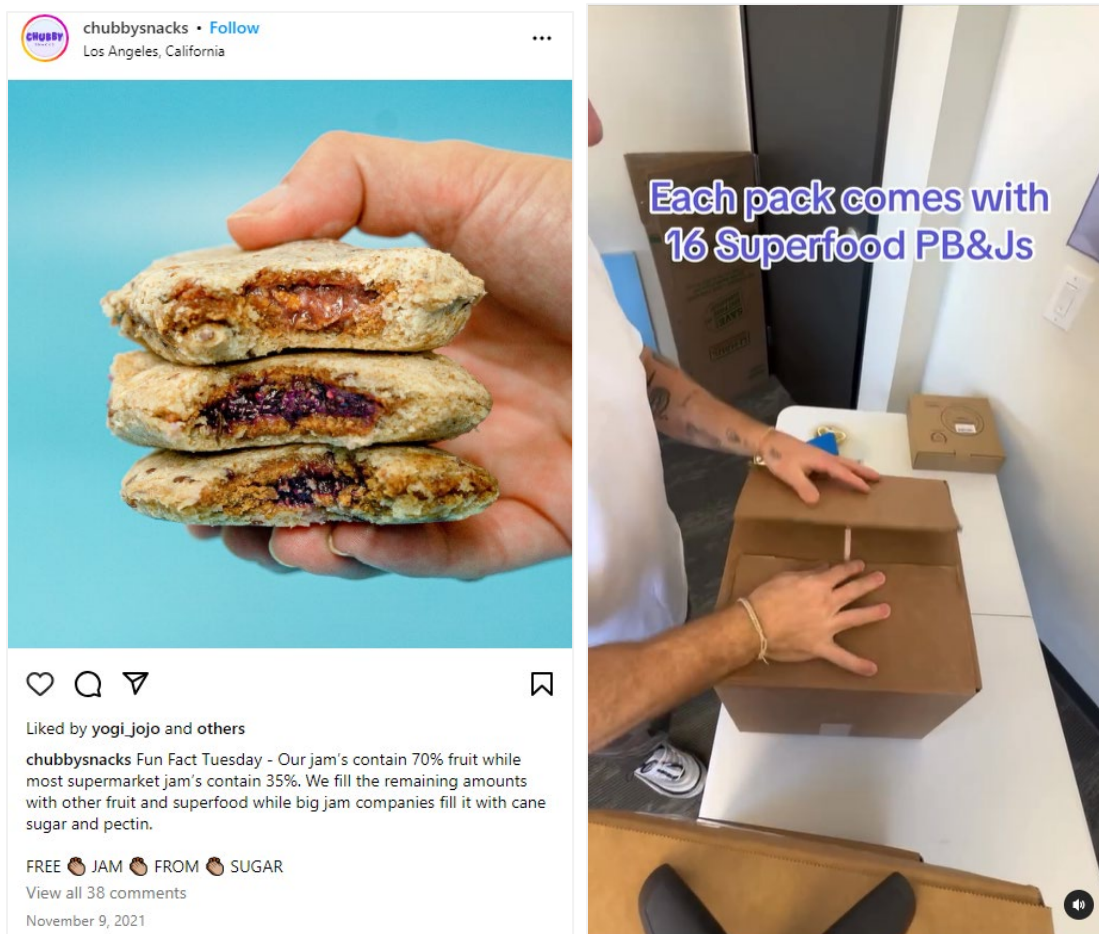 CHUBBY
SNACKS
chubbysnacks • Follow
Los Angeles, California
Liked by yogi_jojo and others
chubbysnacks Fun Fact Tuesday - Our jam's contain 70% fruit while
most supermarket jam's contain 35%. We fill the remaining amounts
with other fruit and superfood while big jam companies fill it with cane
sugar and pectin.
FREE 👏🏽 JAM 👏🏽 FROM 👏🏽 SUGAR
View all 38 comments
November 9, 2021
Each pack comes with
16 Superfood PB&Js
SAVE!